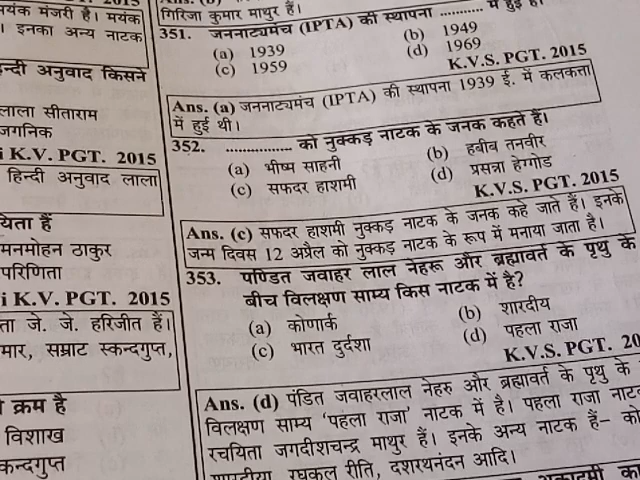 मयंक मंजरी है। मयंक
। इनका अन्य नाटक
हिन्दी अनुवाद किसने
लाला सीताराम
जगनिक
K.V. PGT. 2015
हिन्दी अनुवाद लाला
मनमोहन ठाकुर
परिणिता
K.V. PGT. 2015
ता जे. जे. हरिजीत हैं।
मार, सम्राट स्कन्दगुप्त,
क्रम है
विशाख
स्कन्दगुप्त
गिरिजा कुमार माथुर हैं।
351. जननाट्यमंच (IPTA) की स्थापना ........... में हुई है।
(a) 1939 (b) 1949
(c) 1959 (d) 1969
K.V.S. PGT. 2015
Ans. (a) जननाट्यमंच (IPTA) की स्थापना 1939 ई. में कलकत्ता
में हुई थी।
352. ................. को नुक्कड़ नाटक के जनक कहते हैं।
(a) भीष्म साहनी (b) हबीब तनवीर
(c) सफदर हाशमी (d) प्रसन्ना हेग्गोड
K.V.S. PGT. 2015
Ans. (c) सफदर हाशमी नुक्कड़ नाटक के जनक कहे जाते हैं। इनके
जन्म दिवस 12 अप्रैल को नुक्कड़ नाटक के रूप में मनाया जाता है।
353. पण्डित जवाहर लाल नेहरू और ब्रह्मावर्त के पृथु के
बीच विलक्षण साम्य किस नाटक में है?
(a) कोणार्क (b) शारदीय
(c) भारत दुर्दशा (d) पहला राजा
K.V.S. PGT. 20
Ans. (d) पंडित जवाहरलाल नेहरु और ब्रह्मावर्त के पृथु के
विलक्षण साम्य 'पहला राजा' नाटक में है। पहला राजा नाटक
रचयिता जगदीशचन्द्र माथुर हैं। इनके अन्य नाटक हैं– को
शारदीया, रघुकुल रीति, दशरथनंदन आदि।